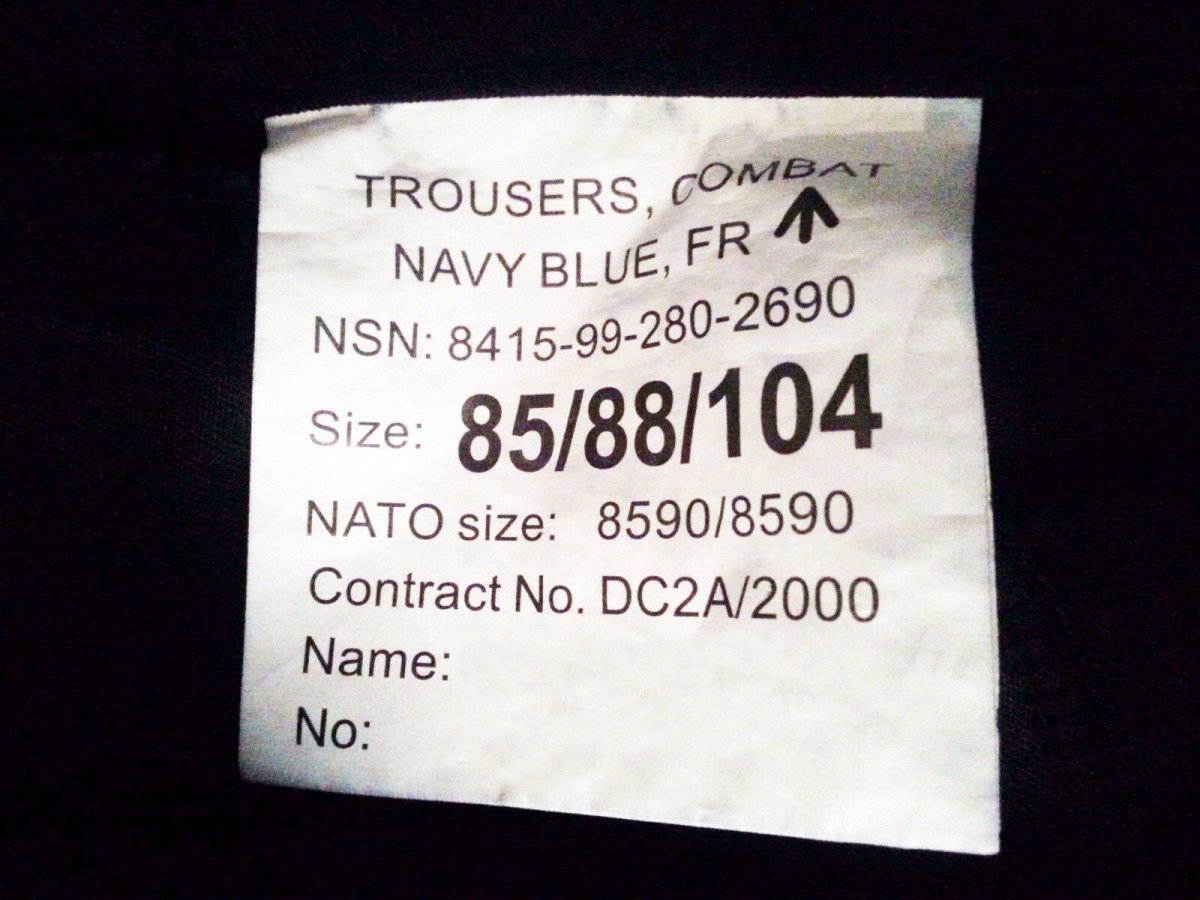 TROUSERS, COMBAT
NAVY BLUE, FR
NSN: 8415-99-280-2690
Size: 85/88/104
NATO size: 8590/8590
Contract No. DC2A/2000
Name:
No: